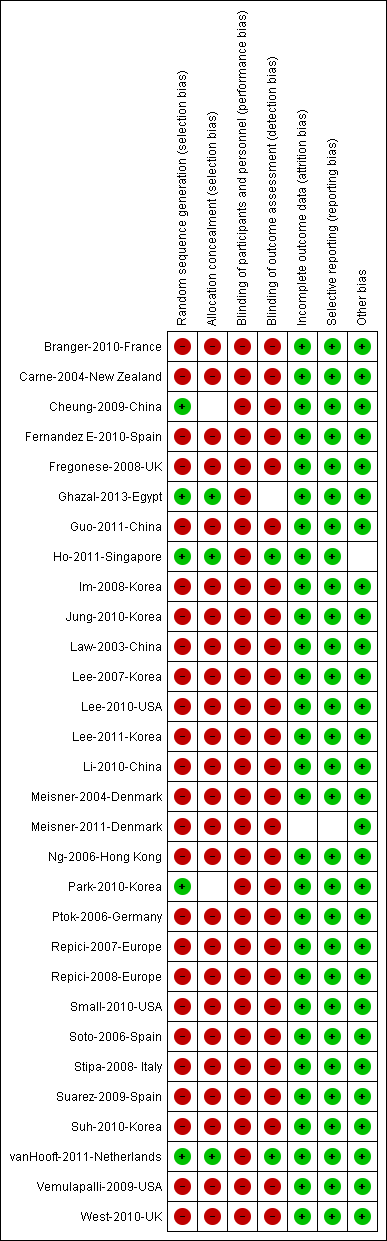 Random sequence generation (selection bias)
Allocation concealment (selection bias)
Blinding of participants and personnel (performance bias)
Blinding of outcome assessment (detection bias)
Incomplete outcome data (attrition bias)
Selective reporting (reporting bias)
Other bias
Branger-2010-France - - - - + + +
Carne-2004-New Zealand - - - - + + +
Cheung-2009-China + - - + + +
Fernandez E-2010-Spain - - - - + + +
Fregonese-2008-UK - - - - + + +
Ghazal-2013-Egypt + + - + + +
Guo-2011-China - - - - + + +
Ho-2011-Singapore + + - + + +
Im-2008-Korea - - - - + + +
Jung-2010-Korea - - - - + + +
Law-2003-China - - - - + + +
Lee-2007-Korea - - - - + + +
Lee-2010-USA - - - - + + +
Lee-2011-Korea - - - - + + +
Li-2010-China - - - - + + +
Meisner-2004-Denmark - - - - + + +
Meisner-2011-Denmark - - - - +
Ng-2006-Hong Kong - - - - + + +
Park-2010-Korea + - - + + +
Ptok-2006-Germany - - - - + + +
Repici-2007-Europe - - - - + + +
Repici-2008-Europe - - - - + + +
Small-2010-USA - - - - + + +
Soto-2006-Spain - - - - + + +
Stipa-2008- Italy - - - - + + +
Suarez-2009-Spain - - - - + + +
Suh-2010-Korea - - - - + + +
vanHooft-2011-Netherlands + + - + + + +
Vemulapalli-2009-USA - - - - + + +
West-2010-UK - - - - + + +